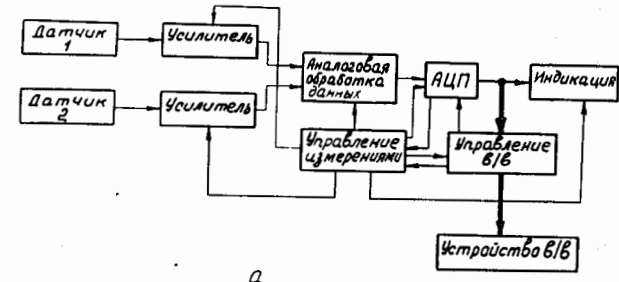 Датчик
1
Усилитель
Аналоговая
обработка
данных
АЦП
Индикация
Датчик
2
Усилитель
Управление
измерениями
Управление
в/в
Устройство в/в
а